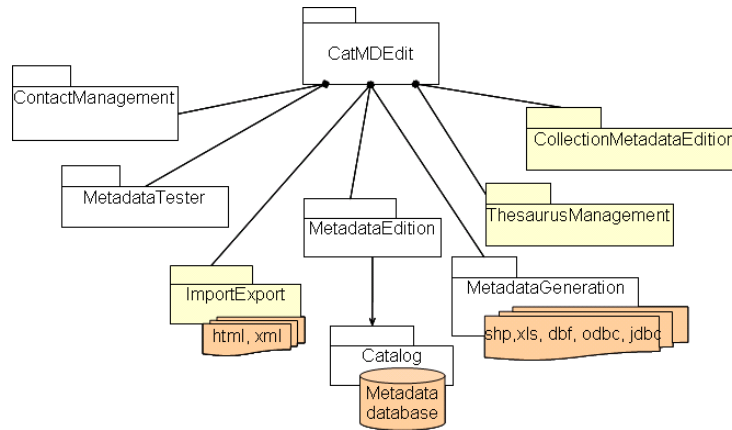 CatMDEdit
ContactManagement
CollectionMetadataEdition
MetadataTester
ThesaurusManagement
MetadataEdition
ImportExport
MetadataGeneration
html, xml
shp,xls, dbf, odbc, jdbc
Catalog
Metadata
database